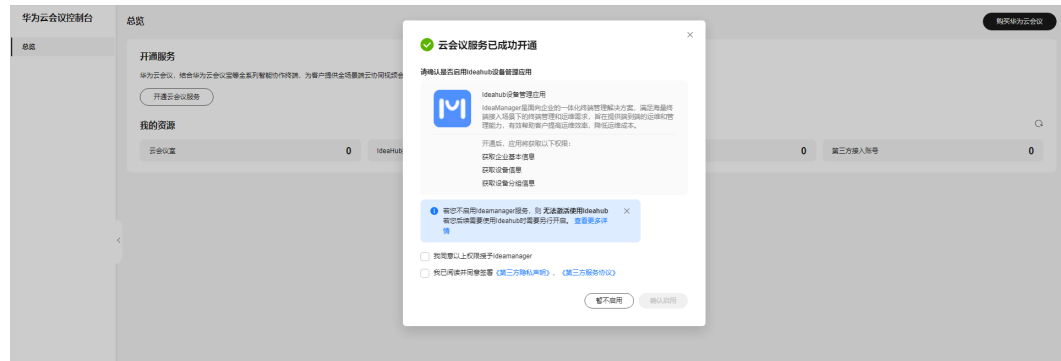 华为云会议控制台
总览
购买华为云会议
总览
开通服务
华为云会议，结合华为云会议宝等全系列智能协作终端，为客户提供全场景端云协同视频会
开通云会议服务
我的资源
云会议室
0
IdeaHub
0
第三方接入账号
0
云会议服务已成功开通
请确认是否启用Ideahub设备管理应用
Ideahub设备管理应用
IdeaManager是面向企业的一体化终端管理解决方案，满足海量终
端接入场景下的终端管理和运维需求，旨在提供端到端的运维和管
理能力，有效帮助客户提高运维效率，降低运维成本。
开通后，应用将获取以下权限：
获取企业基本信息
获取设备信息
获取设备分组信息
若您不启用Ideamanager服务，则 无法激活使用Ideahub
若您后续需要使用Ideahub时需要另行开启。 查看更多详
情
我同意以上权限授予Ideamanager
我已阅读并同意签署《第三方隐私声明》、《第三方服务协议》
暂不启用
确认启用